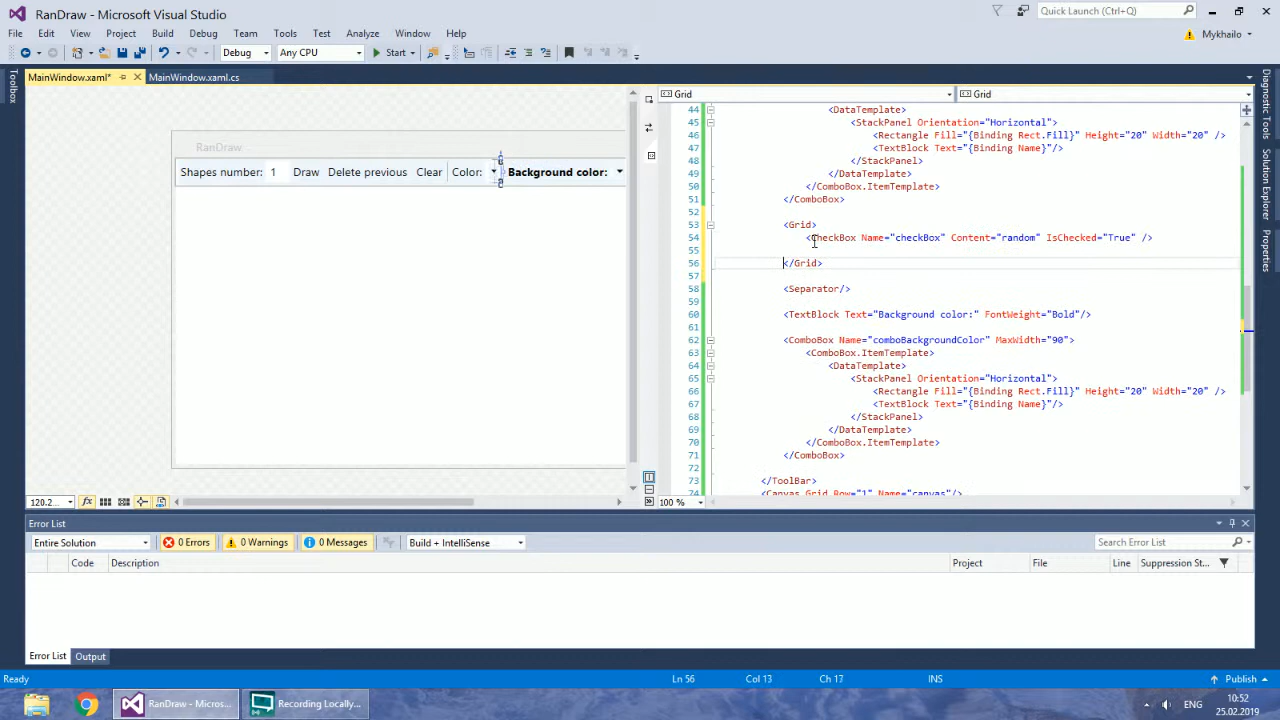 RanDraw - Microsoft Visual Studio
Quick Launch (Ctrl+Q)
File Edit View Project Build Debug Team Tools Test Analyze Window Help
Mykhailo
Debug Any CPU Start
MainWindow.xaml* MainWindow.xaml.cs
Toolbox
RanDraw
Shapes number: 1 Draw Delete previous Clear Color: Background color:
120.2...
Grid Grid
44 <DataTemplate>
45 <StackPanel Orientation="Horizontal">
46 <Rectangle Fill="{Binding Rect.Fill}" Height="20" Width="20" />
47 <TextBlock Text="{Binding Name}"/>
48 </StackPanel>
49 </DataTemplate>
50 </ComboBox.ItemTemplate>
51 </ComboBox>
52
53 <Grid>
54 <CheckBox Name="checkBox" Content="random" IsChecked="True" />
55
56 </Grid>
57
58 <Separator/>
59
60 <TextBlock Text="Background color:" FontWeight="Bold"/>
61
62 <ComboBox Name="comboBackgroundColor" MaxWidth="90">
63 <ComboBox.ItemTemplate>
64 <DataTemplate>
65 <StackPanel Orientation="Horizontal">
66 <Rectangle Fill="{Binding Rect.Fill}" Height="20" Width="20" />
67 <TextBlock Text="{Binding Name}"/>
68 </StackPanel>
69 </DataTemplate>
70 </ComboBox.ItemTemplate>
71 </ComboBox>
72
73 </ToolBar>
74 <Canvas Grid.Row="1" Name="canvas"/>
100 %
Diagnostic Tools
Solution Explorer
Properties
Error List
Entire Solution 0 Errors 0 Warnings 0 Messages Build + IntelliSense Search Error List
Code Description Project File Line Suppression St...
Error List Output
Ready Ln 56 Col 13 Ch 17 INS Publish
RanDraw - Micros... Recording Locally... ENG 10:52
25.02.2019